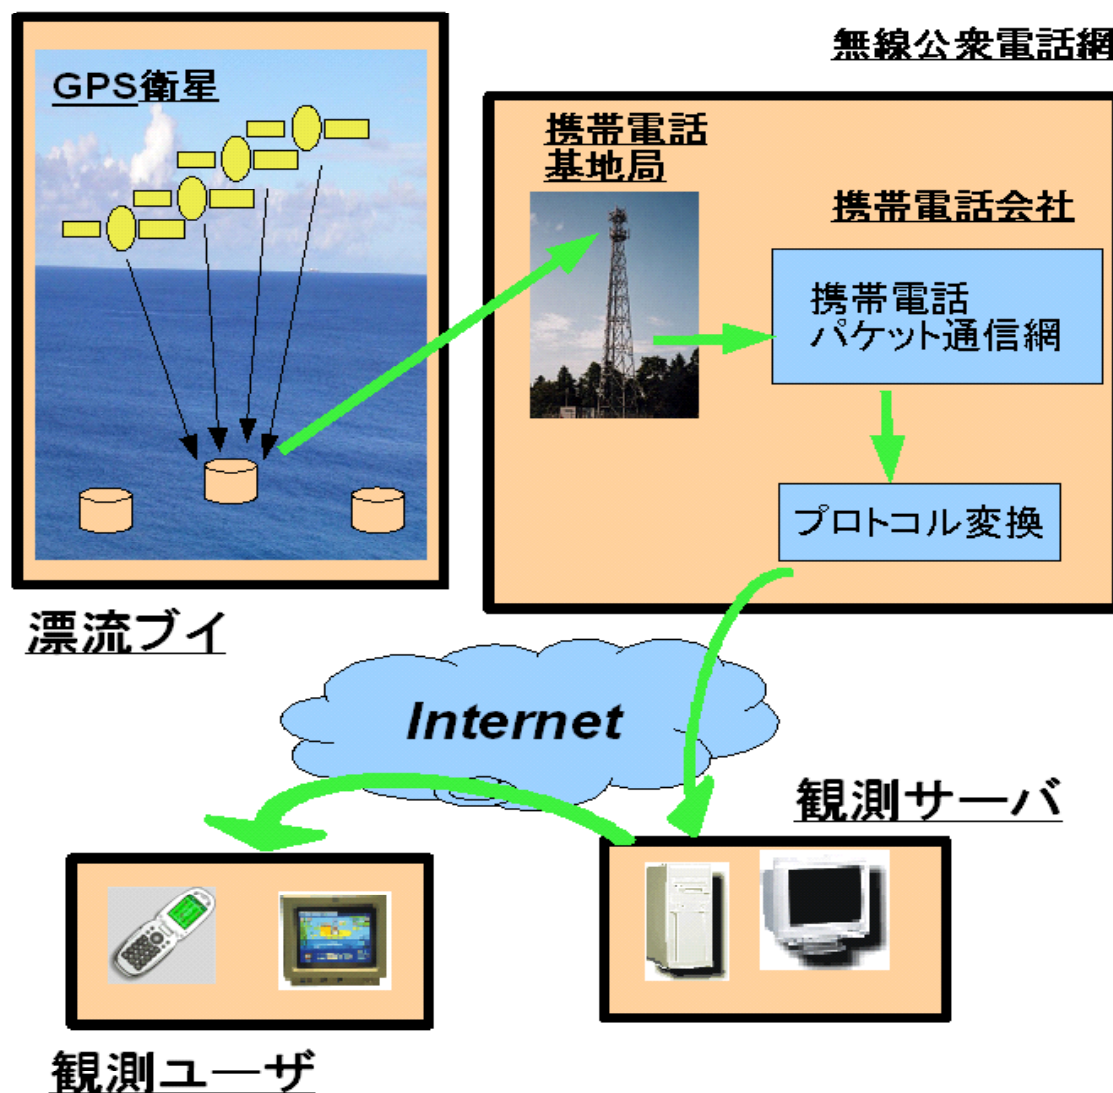 無線公衆電話網
GPS衛星
携帯電話
基地局
携帯電話会社
携帯電話
パケット通信網
プロトコル変換
漂流ブイ
Internet
観測サーバ
観測ユーザ